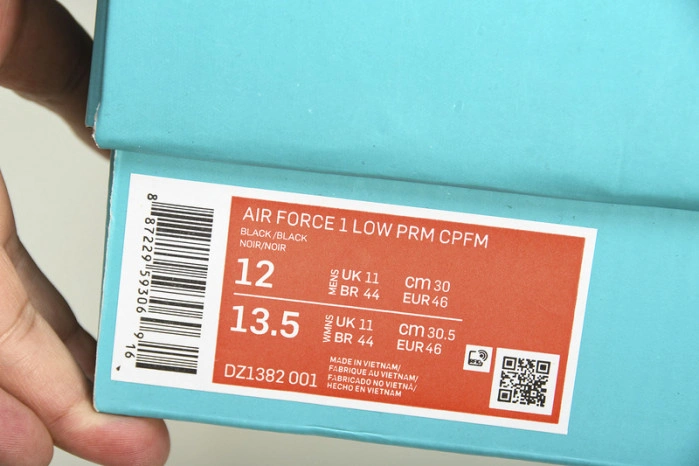 AIR FORCE 1 LOW PRM CPFM
BLACK/BLACK
NOIR/NOIR
12
MENS
UK 11
BR 44
cm 30
EUR 46
13.5
WMNS
UK 11
BR 44
cm 30.5
EUR 46
DZ1382 001
MADE IN VIETNAM/
FABRIQUE AU VIETNAM/
FABRICADO NO VIETNÃ/
HECHO EN VIETNAM
8 87229 59306 9 16